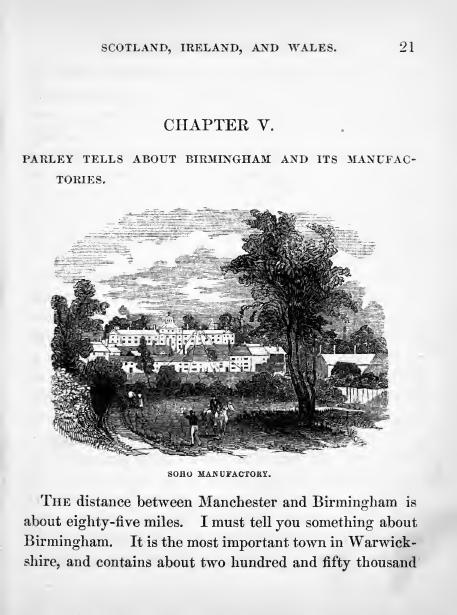 SCOTLAND, IRELAND, AND WALES. 21
CHAPTER V.
PARLEY TELLS ABOUT BIRMINGHAM AND ITS MANUFAC-
TORIES.
SOHO MANUFACTORY.
THE distance between Manchester and Birmingham is
about eighty-five miles. I must tell you something about
Birmingham. It is the most important town in Warwick-
shire, and contains about two hundred and fifty thousand